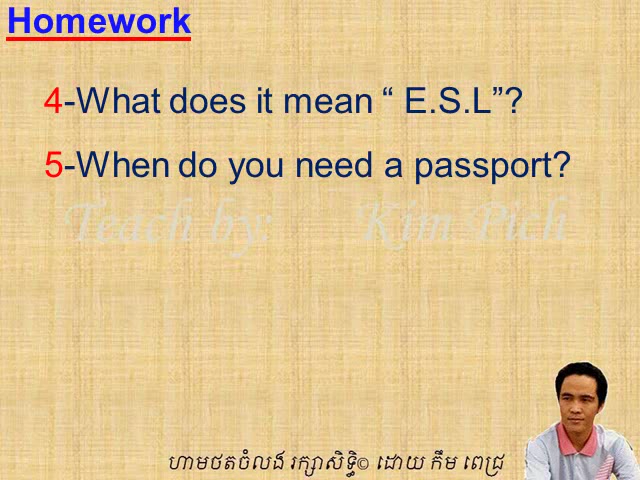 Homework
4-What does it mean “ E.S.L”?
5-When do you need a passport?
Teach by: Kim Pich
ហាមថតចំលង រក្សាសិទ្ធិ© ដោយ កឹម ពេជ្រ